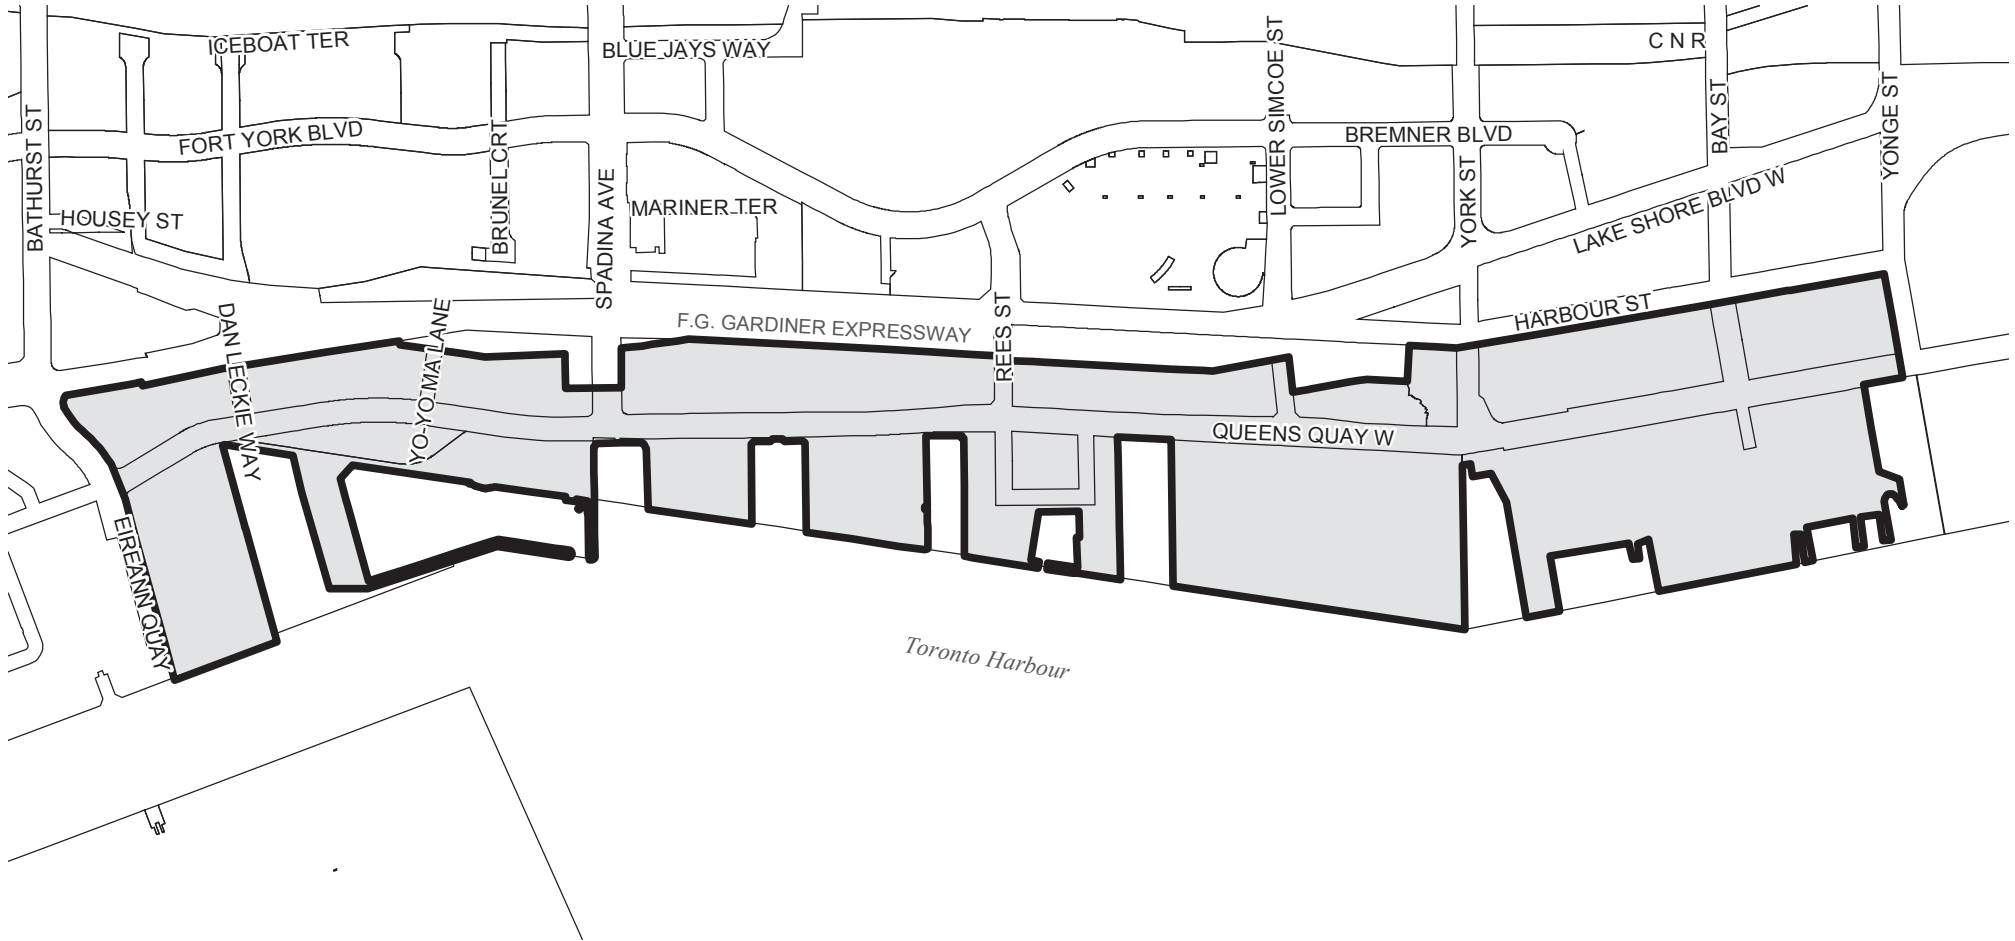 ICEBOAT TER
BLUE JAYS WAY
C N R
BATHURST ST
FORT YORK BLVD
BRUNEL CRT
LOWER SIMCOE ST
BREMNER BLVD
BAY ST
YONGE ST
HOUSEY ST
SPADINA AVE
MARINER TER
YORK ST
LAKE SHORE BLVD W
DAN LECKIE WAY
YO-YO MA LANE
F.G. GARDINER EXPRESSWAY
REES ST
HARBOUR ST
QUEENS QUAY W
EIREANN QUAY
Toronto Harbour